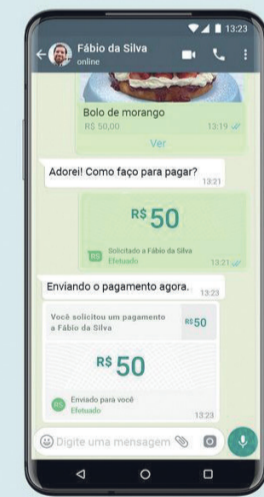 13:23
Fábio da Silva
online
Bolo de morango
R$ 50,00 13:19
Ver
Adorei! Como faço para pagar?
13:21
R$ 50
R$ Solicitado a Fábio da Silva
Efetuado 13:21
Enviando o pagamento agora. 13:23
Você solicitou um pagamento
a Fábio da Silva
R$50
R$ 50
R$ Enviado para você
Efetuado 13:23
Digite uma mensagem